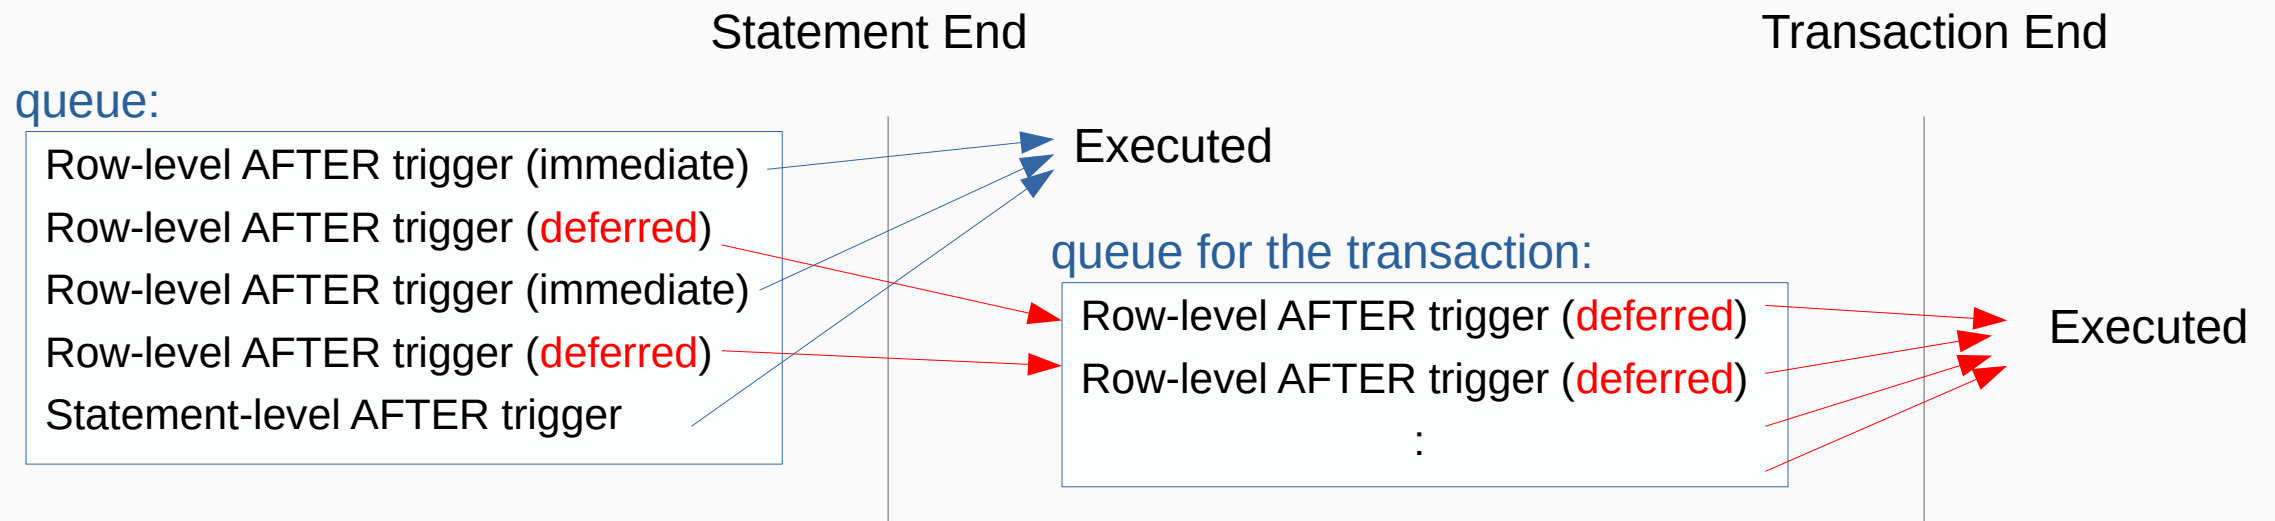 Statement End
Transaction End
queue:
Row-level AFTER trigger (immediate)
Row-level AFTER trigger (deferred)
Row-level AFTER trigger (immediate)
Row-level AFTER trigger (deferred)
Statement-level AFTER trigger
Executed
queue for the transaction:
Row-level AFTER trigger (deferred)
Row-level AFTER trigger (deferred)
:
Executed